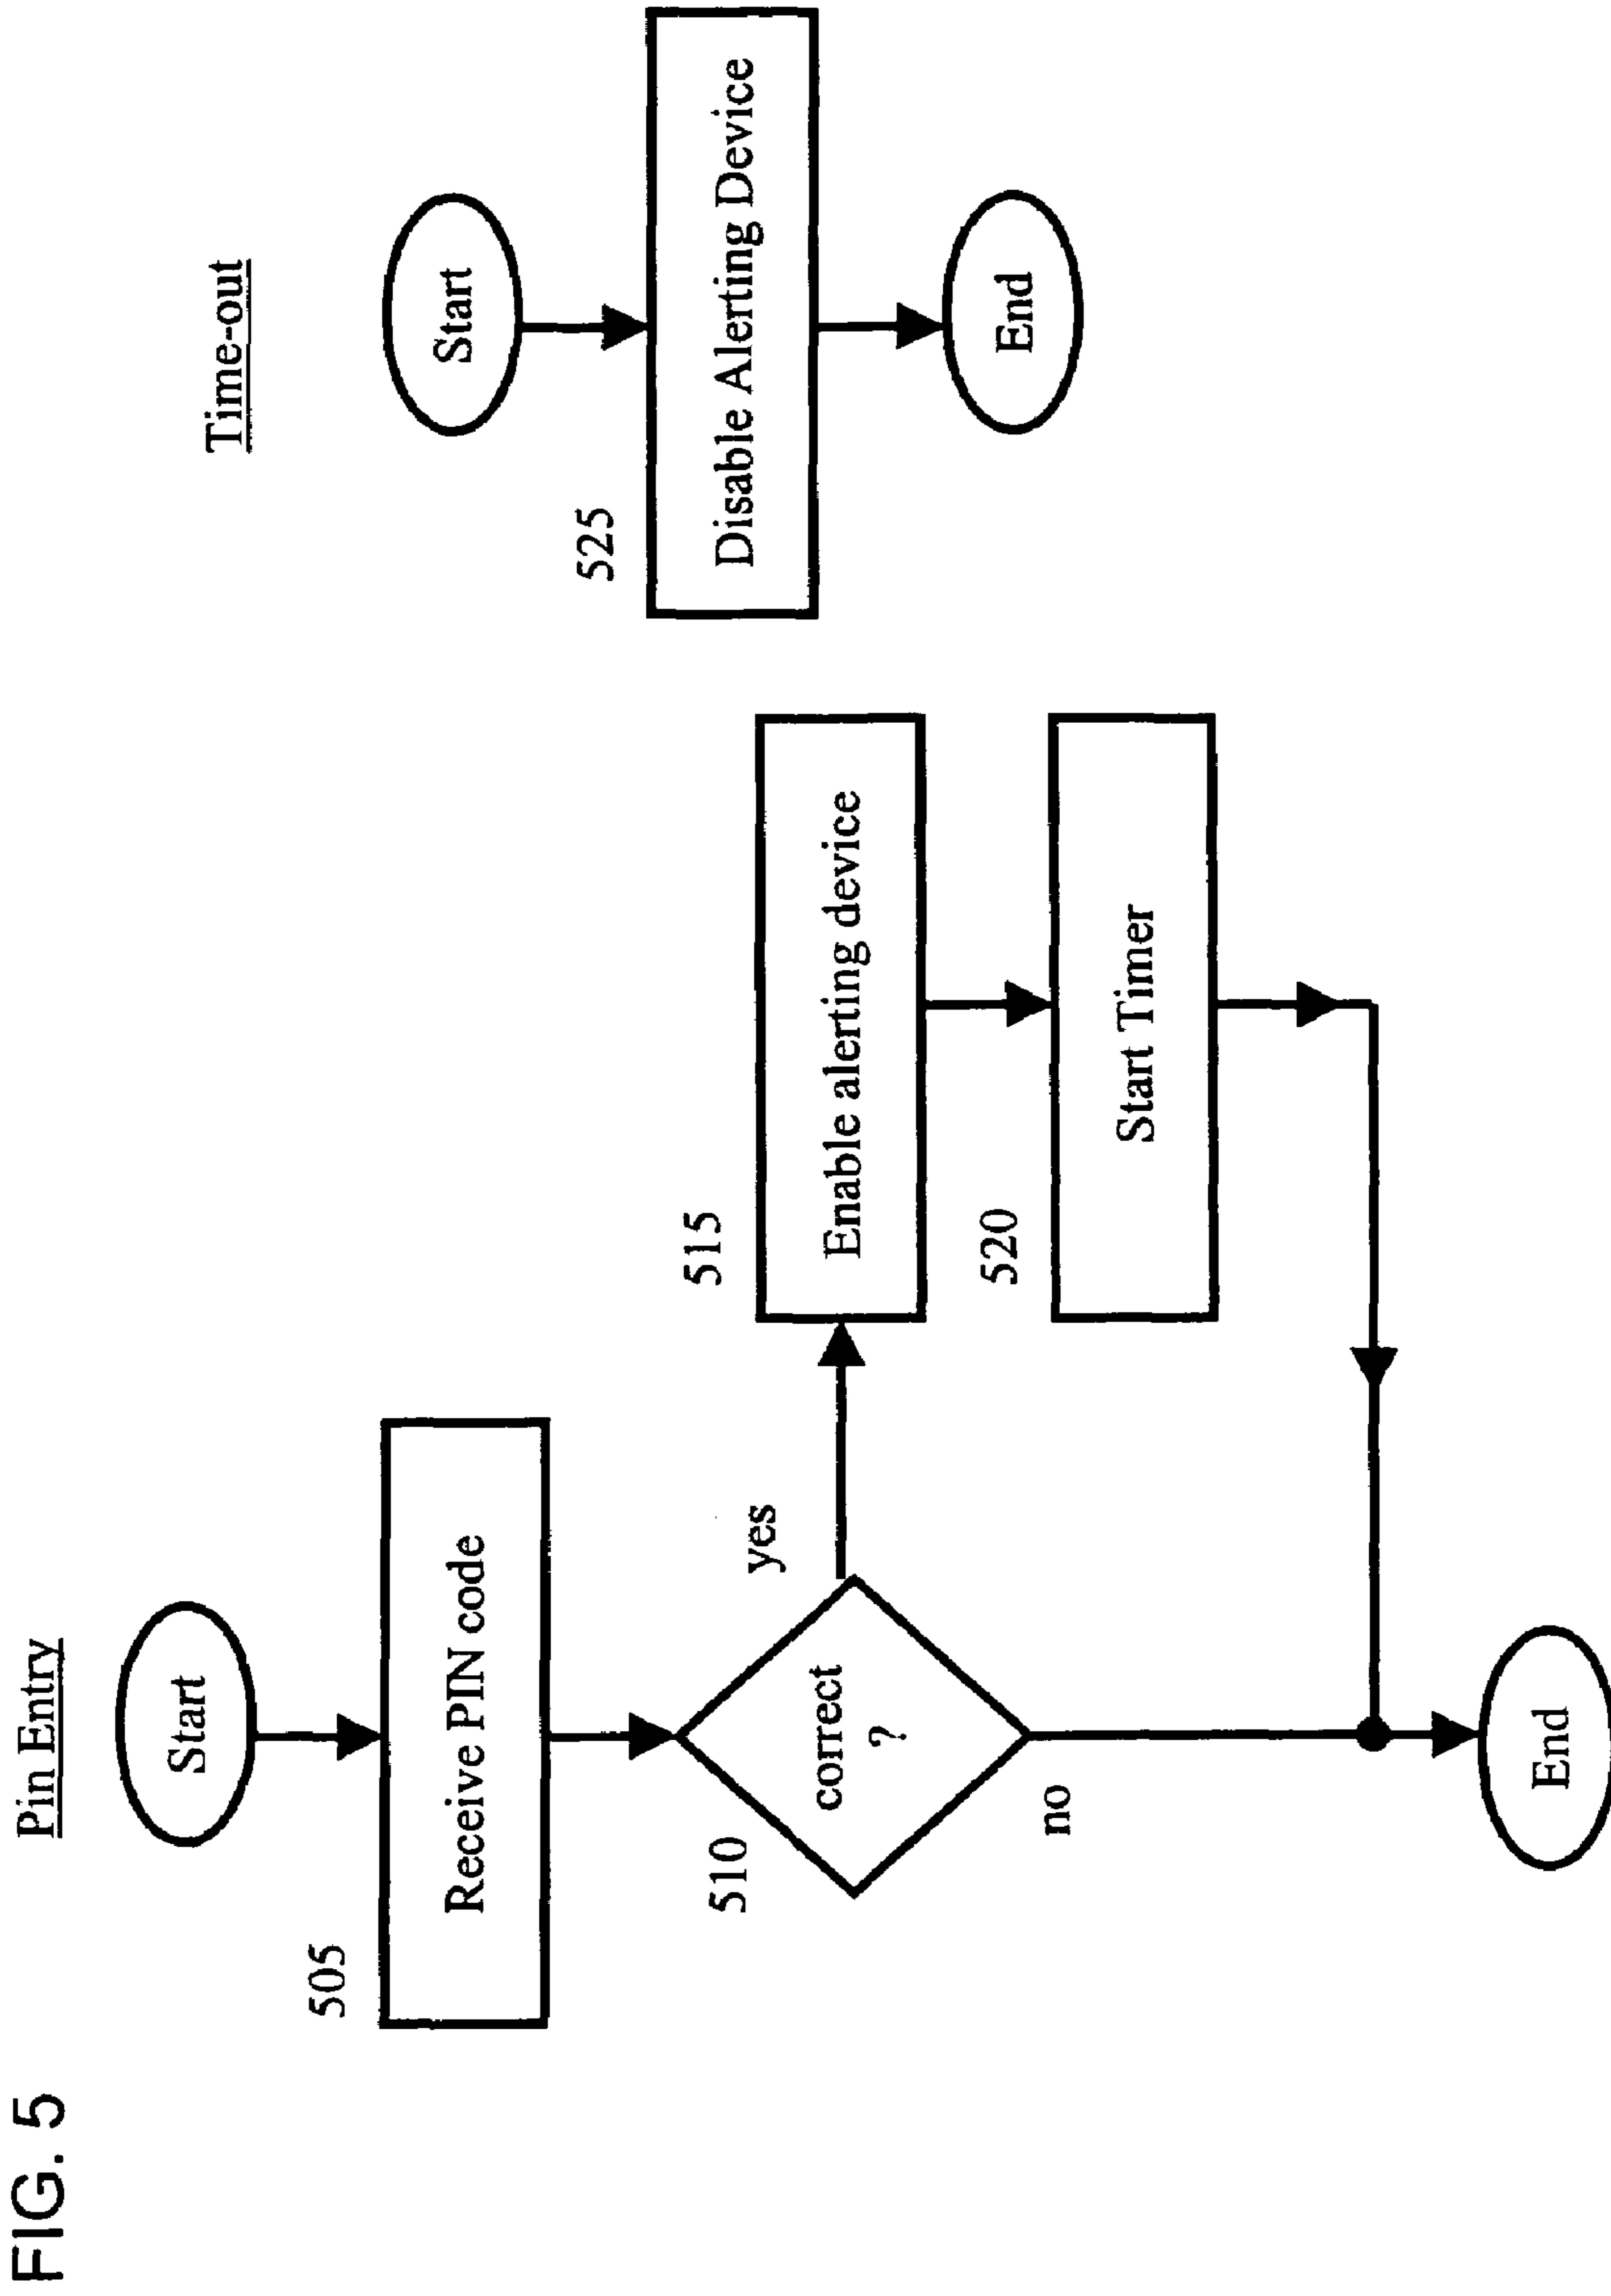 FIG. 5
Pin Entry
Start
505
Receive PIN code
510
correct
?
yes
no
515
Enable alerting device
520
Start Timer
End
Time-out
Start
525
Disable Alerting Device
End